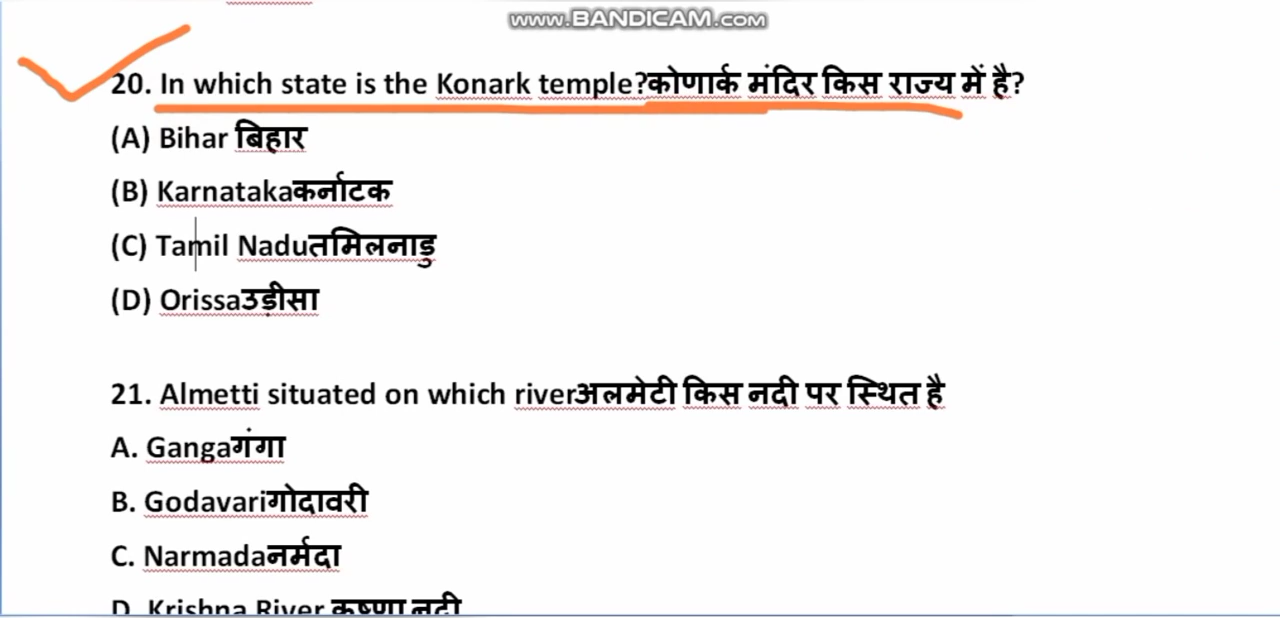 www.BANDICAM.com
20. In which state is the Konark temple?कोणार्क मंदिर किस राज्य में है?
(A) Bihar बिहार
(B) Karnatakaकर्नाटक
(C) Tamil Naduतमिलनाडु
(D) Orissaउड़ीसा
21. Almetti situated on which riverअलमेटी किस नदी पर स्थित है
A. Gangaगंगा
B. Godavariगोदावरी
C. Narmadaनर्मदा
D. Krishna River कृष्णा नदी